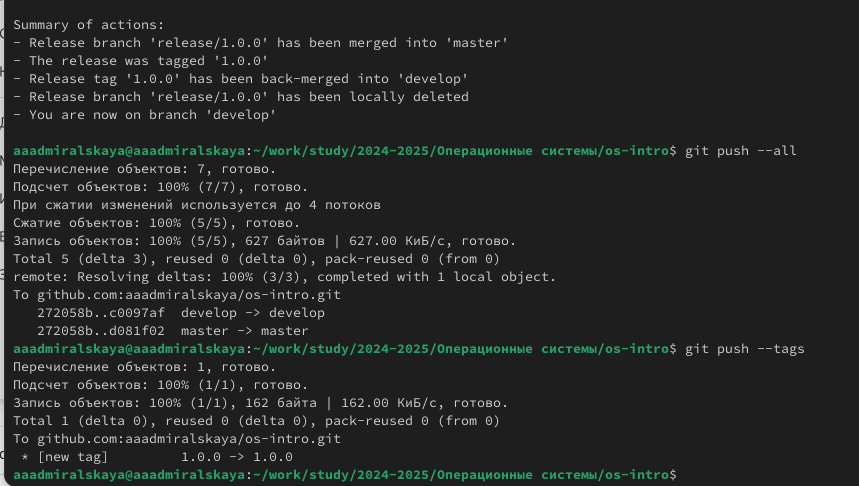 Summary of actions:
- Release branch 'release/1.0.0' has been merged into 'master'
- The release was tagged '1.0.0'
- Release tag '1.0.0' has been back-merged into 'develop'
- Release branch 'release/1.0.0' has been locally deleted
- You are now on branch 'develop'

aaadmiralskaya@aaadmiralskaya:~/work/study/2024-2025/Операционные системы/os-intro$ git push --all
Перечисление объектов: 7, готово.
Подсчет объектов: 100% (7/7), готово.
При сжатии изменений используется до 4 потоков
Сжатие объектов: 100% (5/5), готово.
Запись объектов: 100% (5/5), 627 байтов | 627.00 КиБ/с, готово.
Total 5 (delta 3), reused 0 (delta 0), pack-reused 0 (from 0)
remote: Resolving deltas: 100% (3/3), completed with 1 local object.
To github.com:aaadmiralskaya/os-intro.git
   272058b..c0097af  develop -> develop
   272058b..d081f02  master -> master
aaadmiralskaya@aaadmiralskaya:~/work/study/2024-2025/Операционные системы/os-intro$ git push --tags
Перечисление объектов: 1, готово.
Подсчет объектов: 100% (1/1), готово.
Запись объектов: 100% (1/1), 162 байта | 162.00 КиБ/с, готово.
Total 1 (delta 0), reused 0 (delta 0), pack-reused 0 (from 0)
To github.com:aaadmiralskaya/os-intro.git
 * [new tag]         1.0.0 -> 1.0.0
aaadmiralskaya@aaadmiralskaya:~/work/study/2024-2025/Операционные системы/os-intro$